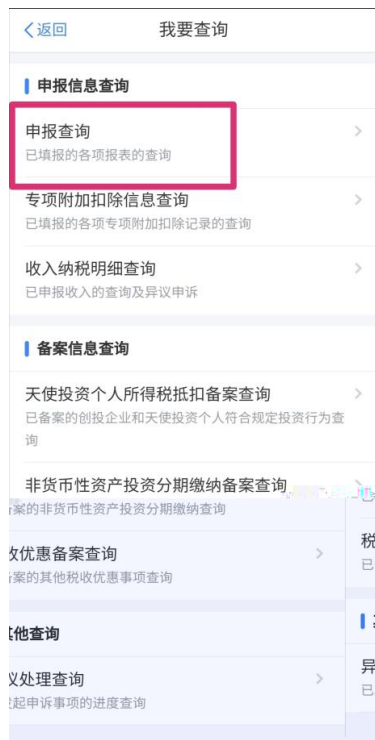 返回
我要查询
申报信息查询
申报查询
已填报的各项报表的查询
专项附加扣除信息查询
已填报的各项专项附加扣除记录的查询
收入纳税明细查询
已申报收入的查询及异议申诉
备案信息查询
天使投资个人所得税抵扣备案查询
已备案的创投企业和天使投资个人符合规定投资行为查
询
非货币性资产投资分期缴纳备案查询
案的非货币性资产投资分期缴纳查询
收优惠备案查询
税
案的其他税收优惠事项查询
已
其他查询
议处理查询
异
起申诉事项的进度查询
已